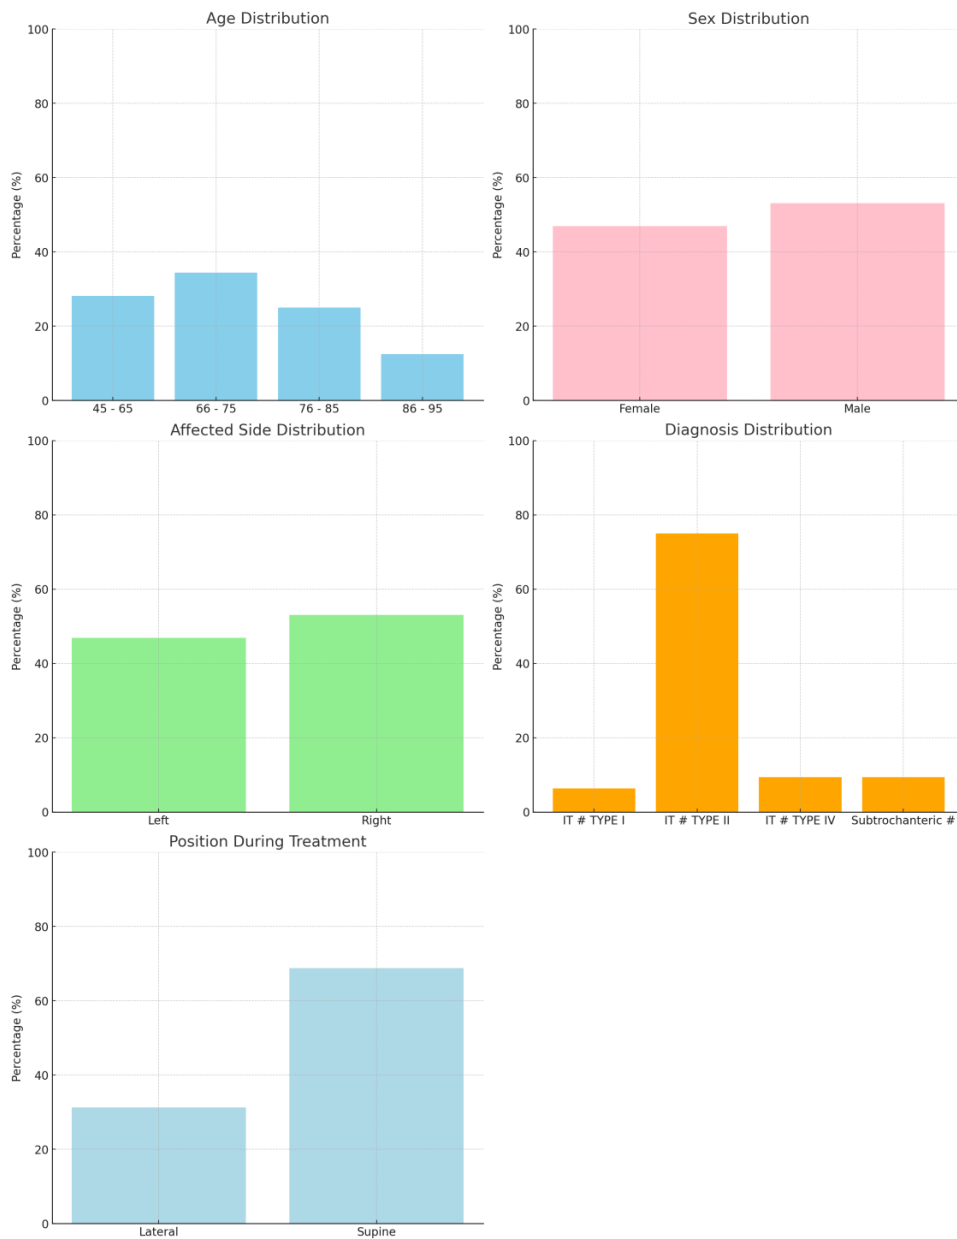 Age Distribution
Percentage (%)
100
80
60
40
20
0
45 - 65 66 - 75 76 - 85 86 - 95
Sex Distribution
Percentage (%)
100
80
60
40
20
0
Female Male
Affected Side Distribution
Percentage (%)
100
80
60
40
20
0
Left Right
Diagnosis Distribution
Percentage (%)
100
80
60
40
20
0
IT # TYPE I IT # TYPE II IT # TYPE IV Subtrochanteric #
Position During Treatment
Percentage (%)
100
80
60
40
20
0
Lateral Supine